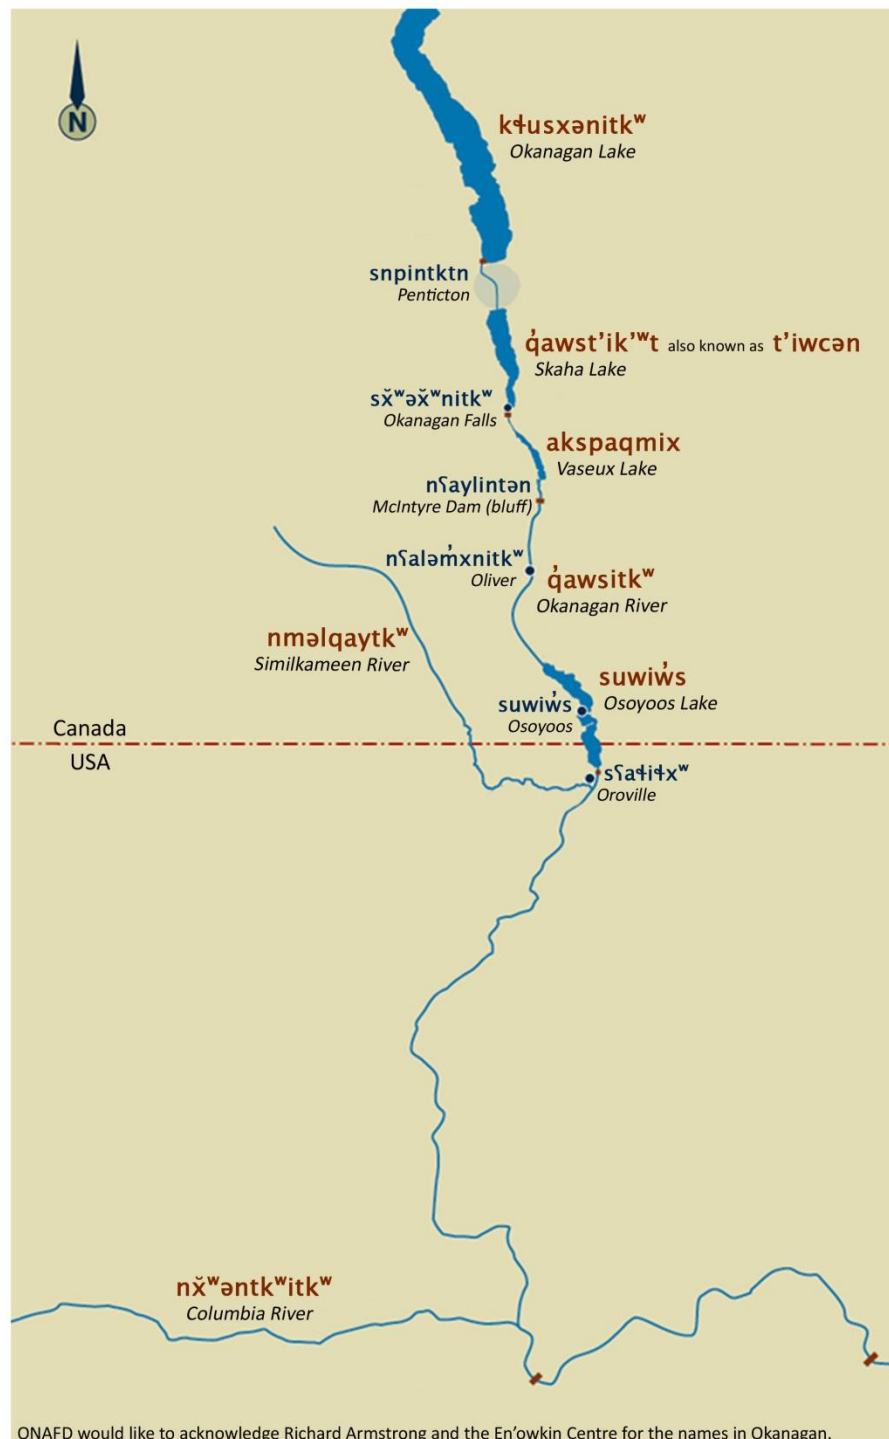 N
kɬusxənitkʷ
Okanagan Lake
snpintktn
Penticton
q̓awst’ik’ʷt also known as t’iwcən
Skaha Lake
sx̌ʷəx̌ʷnitkʷ
Okanagan Falls
akspaqmix
Vaseux Lake
nʕaylintən
McIntyre Dam (bluff)
nʕaləm̓xnitkʷ
Oliver
q̓awsitkʷ
Okanagan River
nməlqaytkʷ
Similkameen River
suwiw̓s
Osoyoos Lake
suwiw̓s
Osoyoos
Canada
USA
sʕaɬiɬxʷ
Oroville
nx̌ʷəntkʷitkʷ
Columbia River
ONAFD would like to acknowledge Richard Armstrong and the En’owkin Centre for the names in Okanagan.